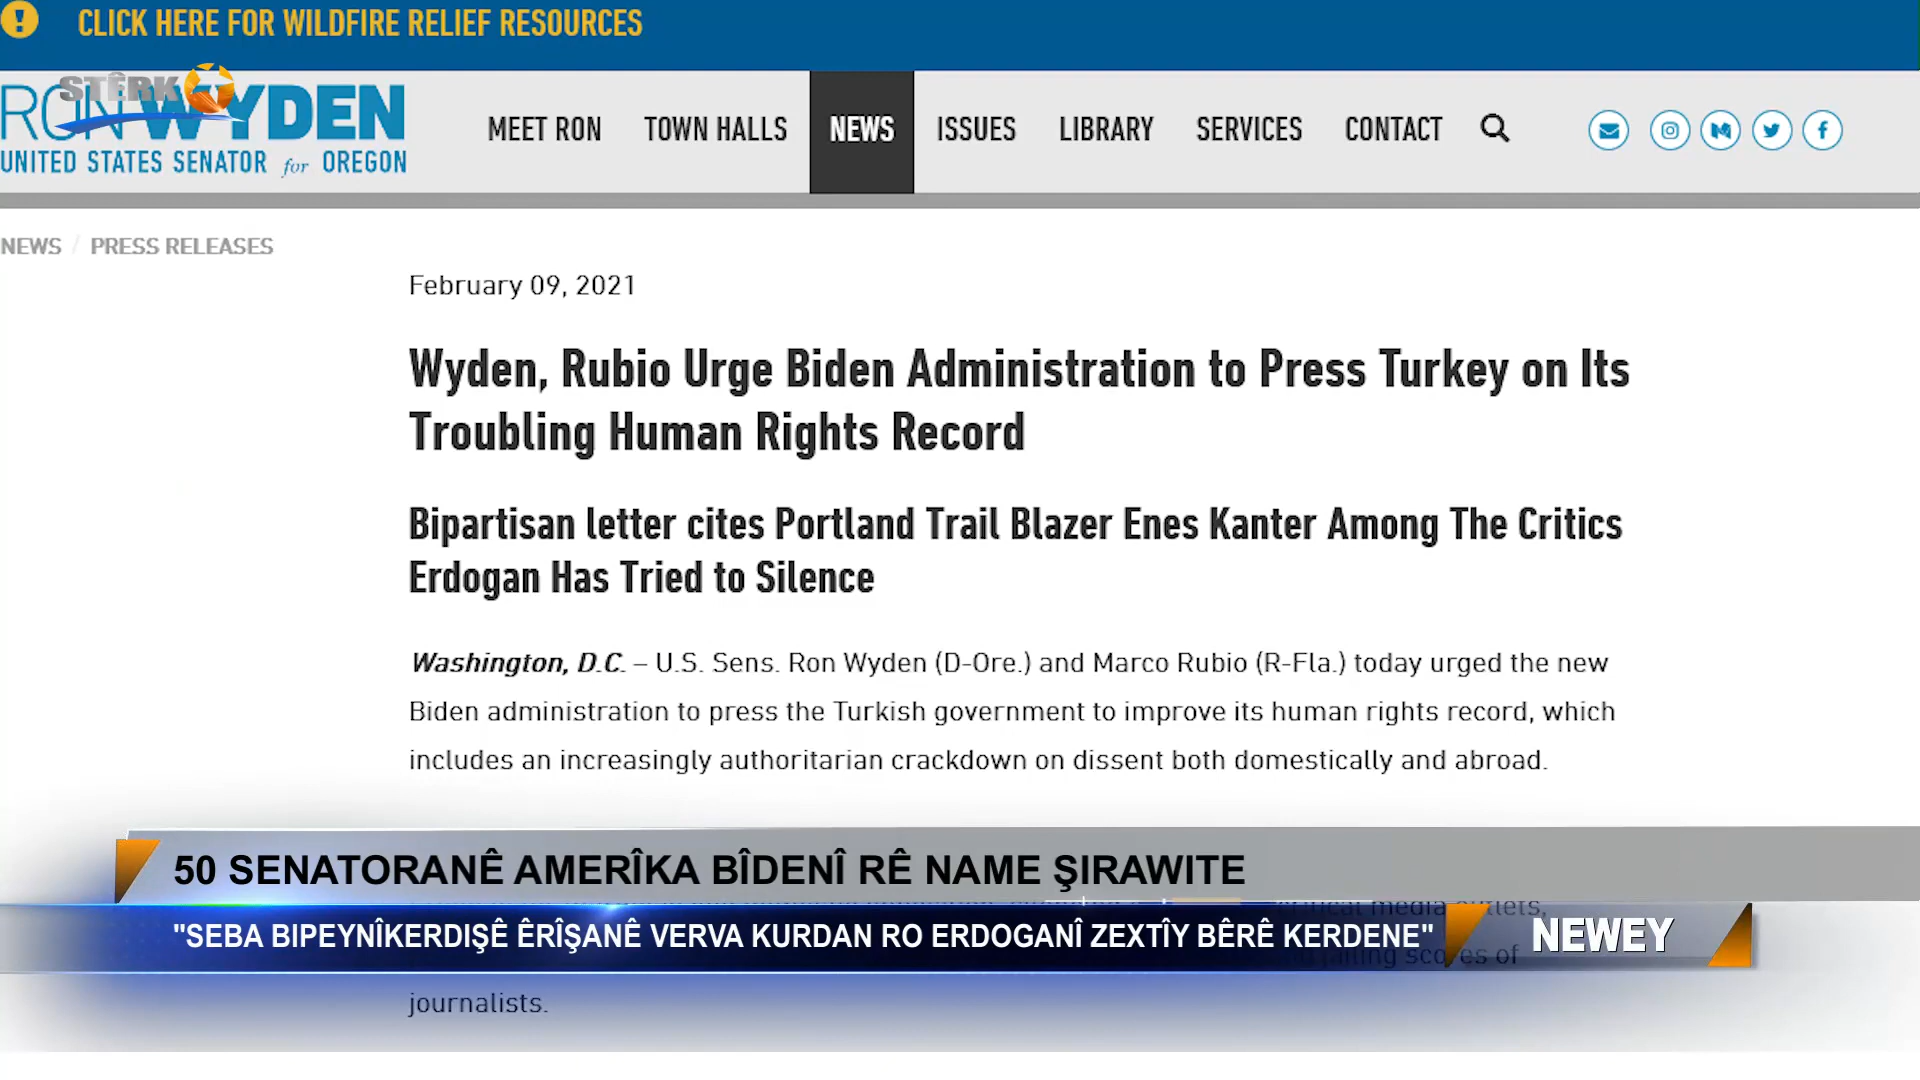 CLICK HERE FOR WILDFIRE RELIEF RESOURCES
STÊRK
RON WYDEN
UNITED STATES SENATOR for OREGON
MEET RON TOWN HALLS NEWS ISSUES LIBRARY SERVICES CONTACT
NEWS / PRESS RELEASES
February 09, 2021
Wyden, Rubio Urge Biden Administration to Press Turkey on Its
Troubling Human Rights Record
Bipartisan letter cites Portland Trail Blazer Enes Kanter Among The Critics
Erdogan Has Tried to Silence
Washington, D.C. – U.S. Sens. Ron Wyden (D-Ore.) and Marco Rubio (R-Fla.) today urged the new
Biden administration to press the Turkish government to improve its human rights record, which
includes an increasingly authoritarian crackdown on dissent both domestically and abroad.
50 SENATORANÊ AMERÎKA BÎDENÎ RÊ NAME ŞIRAWITE
media outlets,
"SEBA BIPEYNÎKERDIŞÊ ÊRÎŞANÊ VERVA KURDAN RO ERDOGANÎ ZEXTÎY BÊRÊ KERDENE"
NEWEY
scores of
journalists.